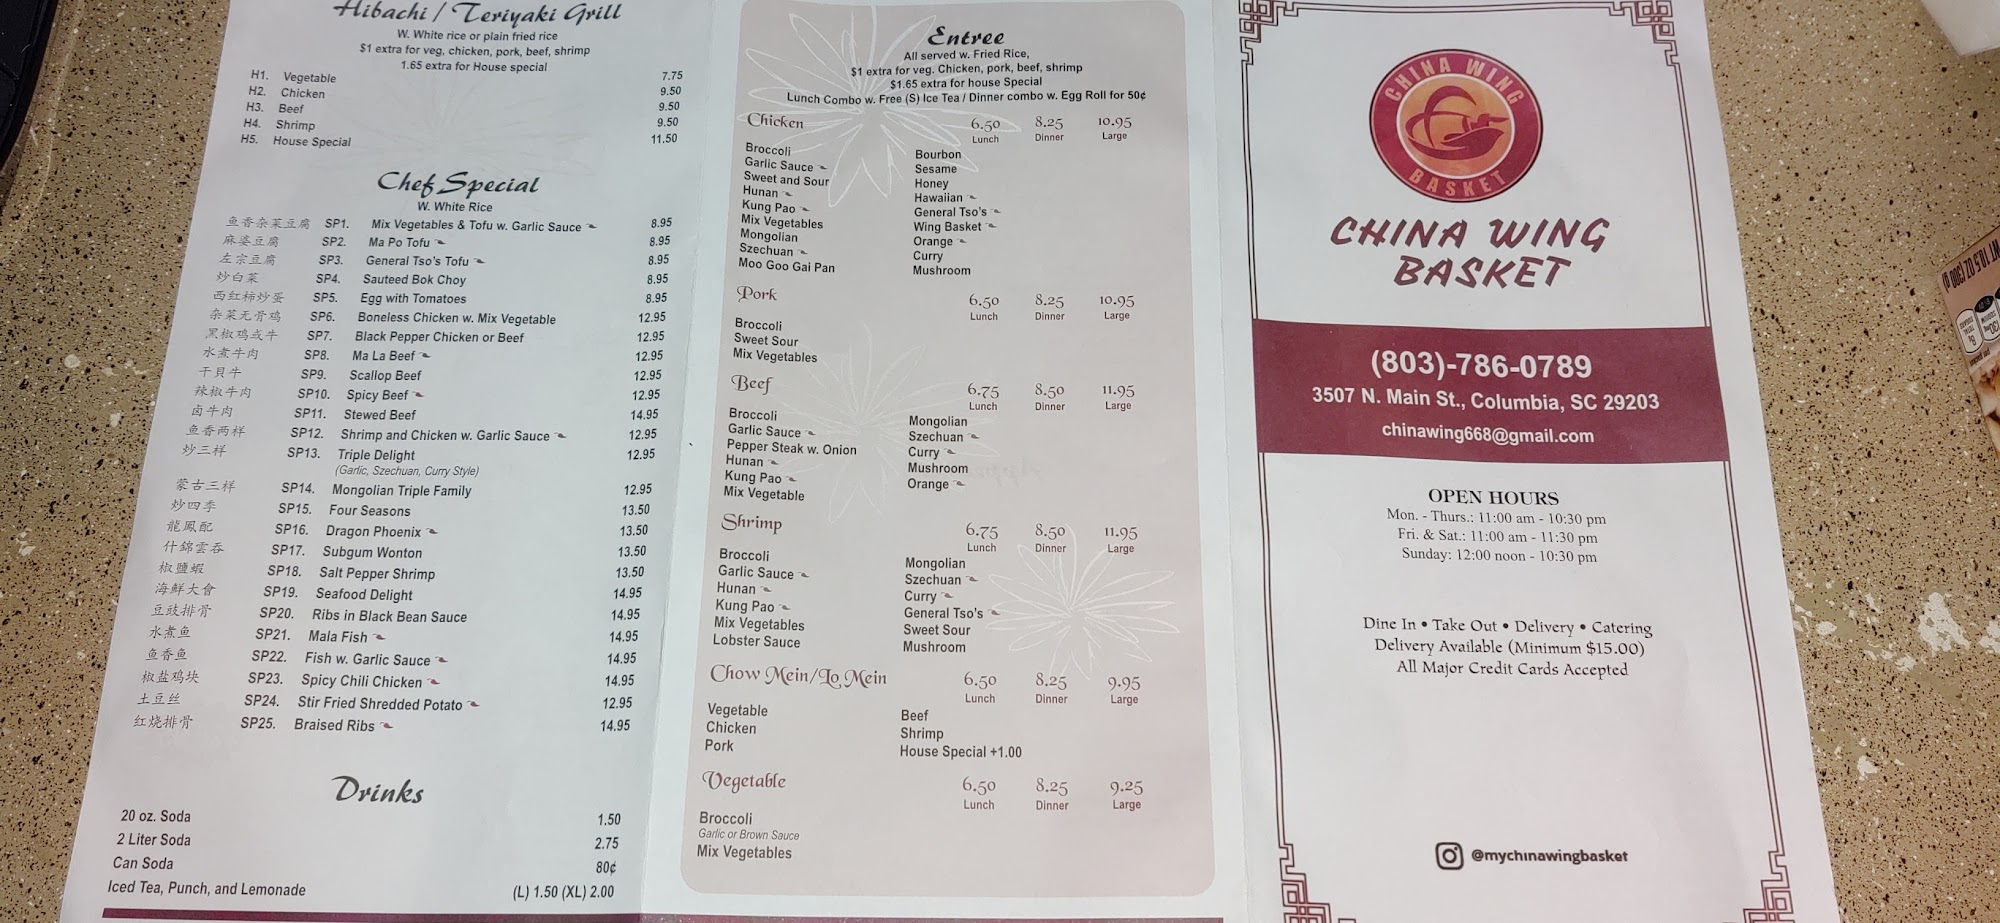 Hibachi / Teriyaki Grill
W. White rice or plain fried rice
$1 extra for veg, chicken, pork, beef, shrimp
1.65 extra for House special
H1. Vegetable 7.75
H2. Chicken 9.50
H3. Beef 9.50
H4. Shrimp 9.50
H5. House Special 11.50
Chef Special
W. White Rice
鱼香杂菜豆腐 SP1. Mix Vegetables & Tofu w. Garlic Sauce 8.95
麻婆豆腐 SP2. Ma Po Tofu 8.95
左宗豆腐 SP3. General Tso's Tofu 8.95
炒白菜 SP4. Sauteed Bok Choy 8.95
西红柿炒蛋 SP5. Egg with Tomatoes 8.95
杂菜无骨鸡 SP6. Boneless Chicken w. Mix Vegetable 12.95
黑椒鸡或牛 SP7. Black Pepper Chicken or Beef 12.95
水煮牛肉 SP8. Ma La Beef 12.95
干贝牛 SP9. Scallop Beef 12.95
辣椒牛肉 SP10. Spicy Beef 12.95
卤牛肉 SP11. Stewed Beef 14.95
鱼香两样 SP12. Shrimp and Chicken w. Garlic Sauce 12.95
炒三样 SP13. Triple Delight 12.95
(Garlic, Szechuan, Curry Style)
蒙古三样 SP14. Mongolian Triple Family 12.95
炒四季 SP15. Four Seasons 13.50
龍鳳配 SP16. Dragon Phoenix 13.50
什錦雲吞 SP17. Subgum Wonton 13.50
椒鹽蝦 SP18. Salt Pepper Shrimp 13.50
海鮮大會 SP19. Seafood Delight 14.95
豆豉排骨 SP20. Ribs in Black Bean Sauce 14.95
水煮鱼 SP21. Mala Fish 14.95
鱼香鱼 SP22. Fish w. Garlic Sauce 14.95
椒盐鸡块 SP23. Spicy Chili Chicken 14.95
土豆丝 SP24. Stir Fried Shredded Potato 12.95
红烧排骨 SP25. Braised Ribs 14.95
Drinks
20 oz. Soda 1.50
2 Liter Soda 2.75
Can Soda 80¢
Iced Tea, Punch, and Lemonade (L) 1.50 (XL) 2.00
Entree
All served w. Fried Rice,
$1 extra for veg. Chicken, pork, beef, shrimp
$1.65 extra for house Special
Lunch Combo w. Free (S) Ice Tea / Dinner combo w. Egg Roll for 50¢
Chicken 6.50 8.25 10.95
Lunch Dinner Large
Broccoli Bourbon
Garlic Sauce Sesame
Sweet and Sour Honey
Hunan Hawaiian
Kung Pao General Tso's
Mix Vegetables Wing Basket
Mongolian Orange
Szechuan Curry
Moo Goo Gai Pan Mushroom
Pork 6.50 8.25 10.95
Lunch Dinner Large
Broccoli
Sweet Sour
Mix Vegetables
Beef 6.75 8.50 11.95
Lunch Dinner Large
Broccoli Mongolian
Garlic Sauce Szechuan
Pepper Steak w. Onion Curry
Hunan Mushroom
Kung Pao Orange
Mix Vegetable
Shrimp 6.75 8.50 11.95
Lunch Dinner Large
Broccoli Mongolian
Garlic Sauce Szechuan
Hunan Curry
Kung Pao General Tso's
Mix Vegetables Sweet Sour
Lobster Sauce Mushroom
Chow Mein/Lo Mein 6.50 8.25 9.95
Lunch Dinner Large
Vegetable Beef
Chicken Shrimp
Pork House Special +1.00
Vegetable 6.50 8.25 9.25
Lunch Dinner Large
Broccoli
Garlic or Brown Sauce
Mix Vegetables
CHINA WING
BASKET
CHINA WING
BASKET
(803)-786-0789
3507 N. Main St., Columbia, SC 29203
chinawing668@gmail.com
OPEN HOURS
Mon. - Thurs.: 11:00 am - 10:30 pm
Fri. & Sat.: 11:00 am - 11:30 pm
Sunday: 12:00 noon - 10:30 pm
Dine In • Take Out • Delivery • Catering
Delivery Available (Minimum $15.00)
All Major Credit Cards Accepted
@mychinawingbasket